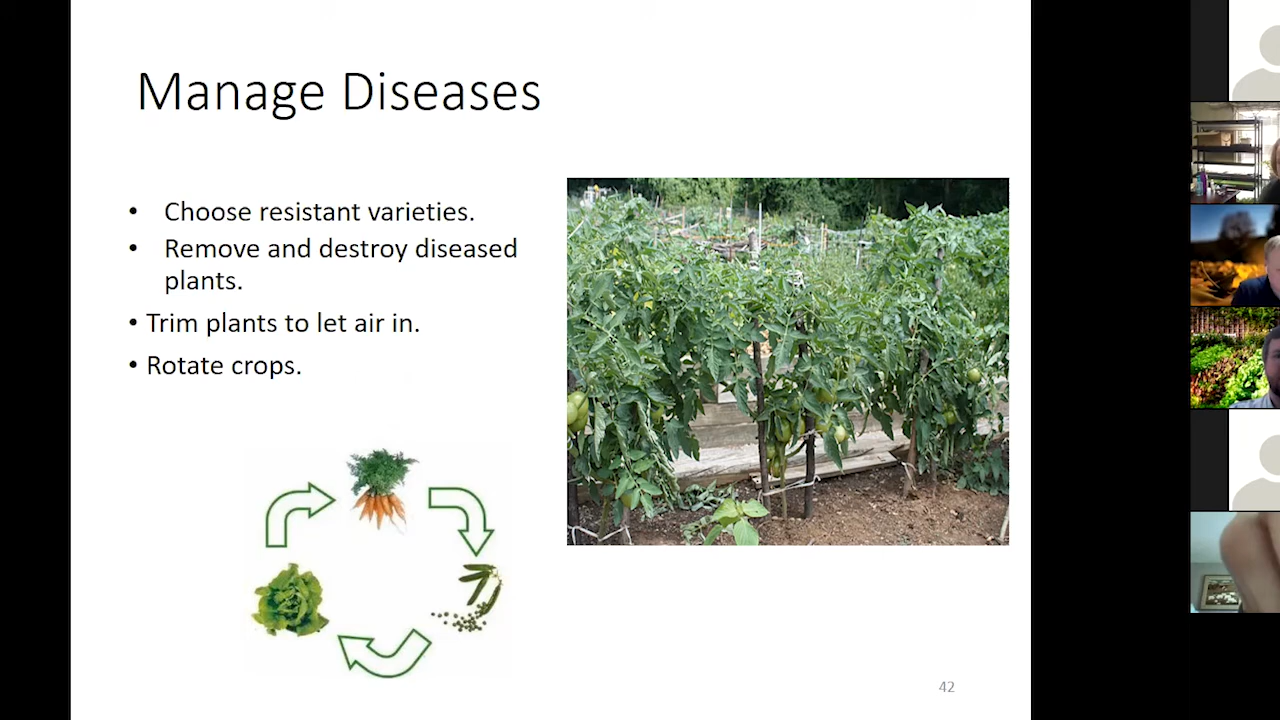 Manage Diseases
• Choose resistant varieties.
• Remove and destroy diseased
plants.
• Trim plants to let air in.
• Rotate crops.
42